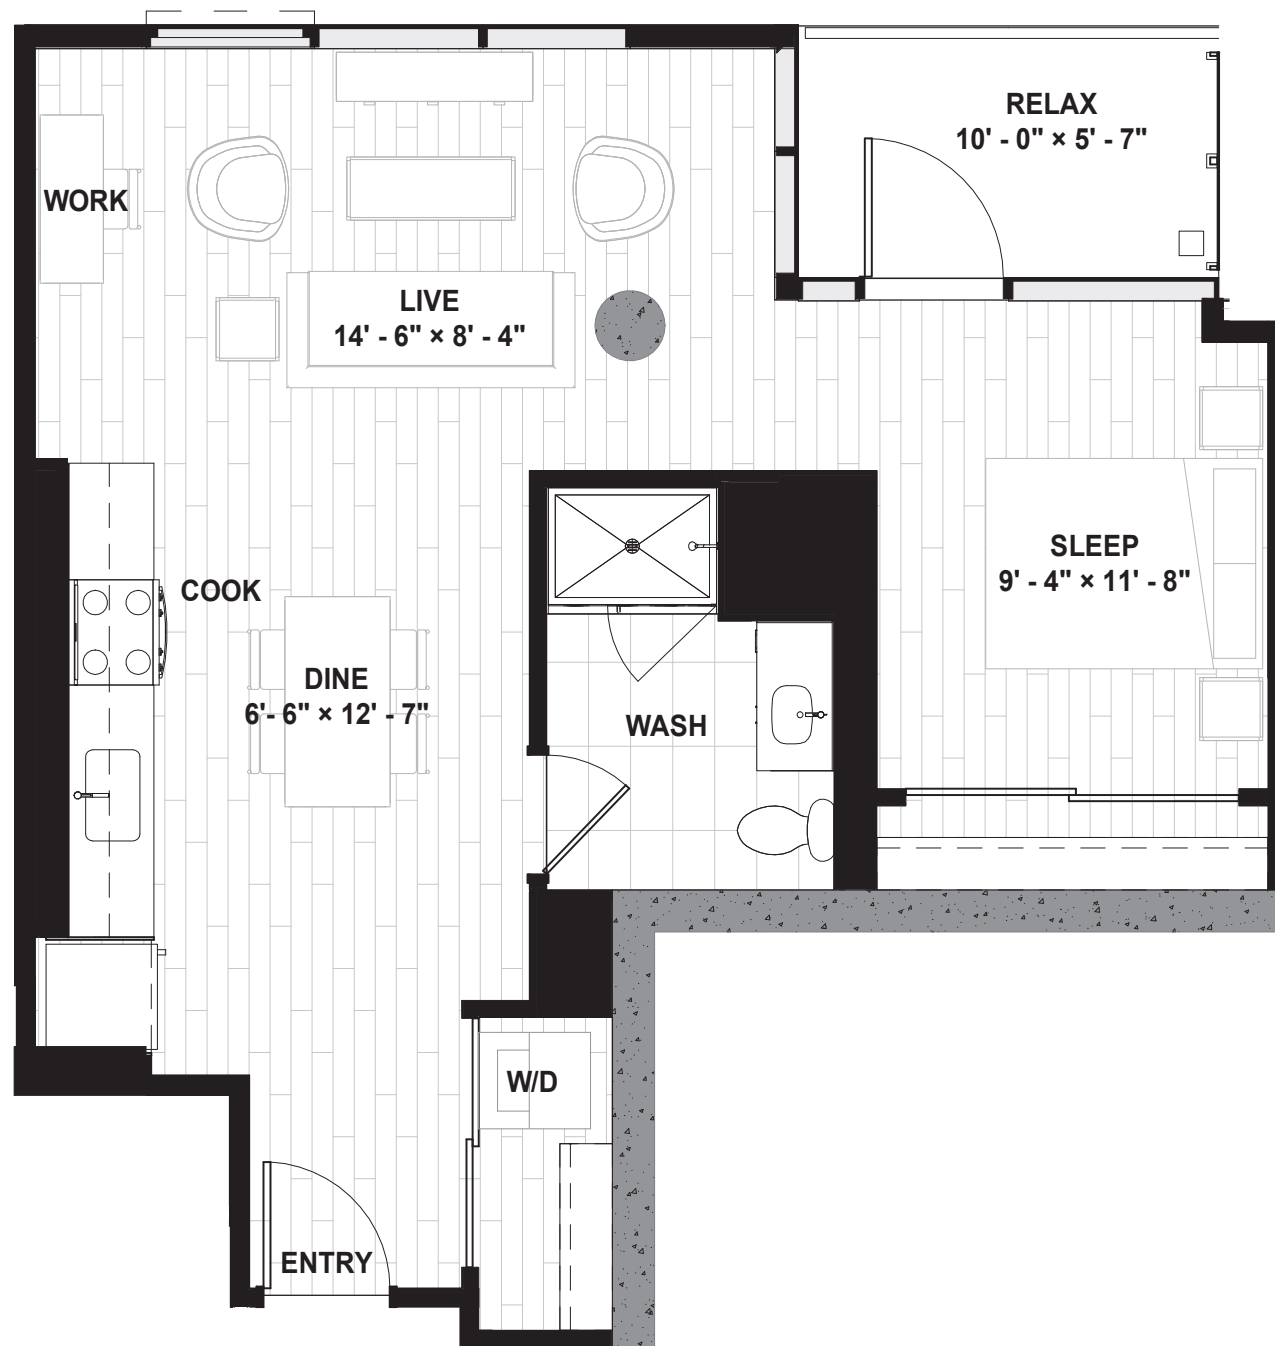 RELAX
10' - 0" × 5' - 7"
WORK
LIVE
14' - 6" × 8' - 4"
COOK
SLEEP
9' - 4" × 11' - 8"
DINE
6'- 6" × 12' - 7"
WASH
W/D
ENTRY